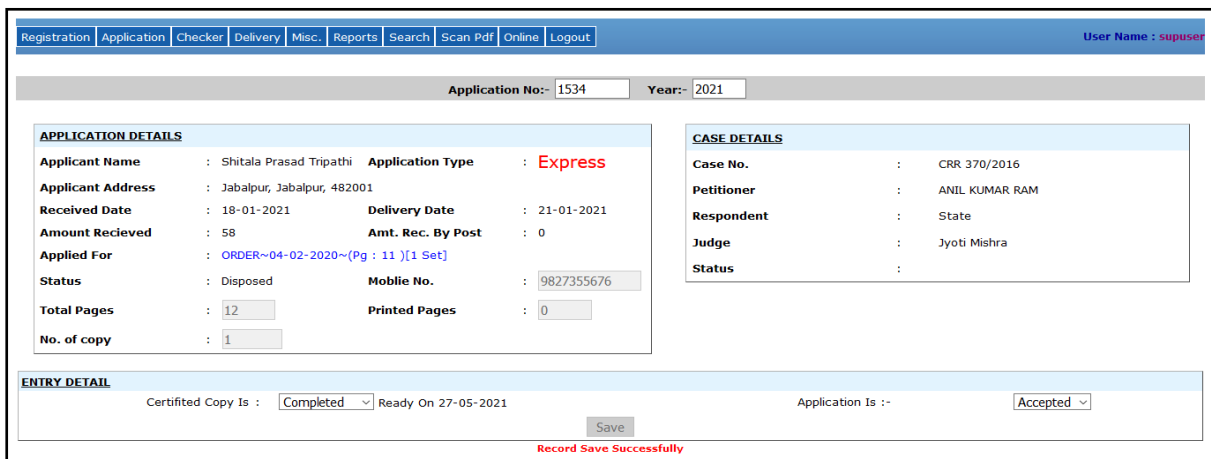 Registration Application Checker Delivery Misc. Reports Search Scan Pdf Online Logout User Name : supuser
Application No:- 1534 Year:- 2021
APPLICATION DETAILS
Applicant Name : Shitala Prasad Tripathi Application Type : Express
Applicant Address : Jabalpur, Jabalpur, 482001
Received Date : 18-01-2021 Delivery Date : 21-01-2021
Amount Recieved : 58 Amt. Rec. By Post : 0
Applied For : ORDER~04-02-2020~(Pg : 11 )[1 Set]
Status : Disposed Moblie No. : 9827355676
Total Pages : 12 Printed Pages : 0
No. of copy : 1
CASE DETAILS
Case No. : CRR 370/2016
Petitioner : ANIL KUMAR RAM
Respondent : State
Judge : Jyoti Mishra
Status :
ENTRY DETAIL
Certifited Copy Is : Completed Ready On 27-05-2021 Application Is :- Accepted
Save
Record Save Successfully